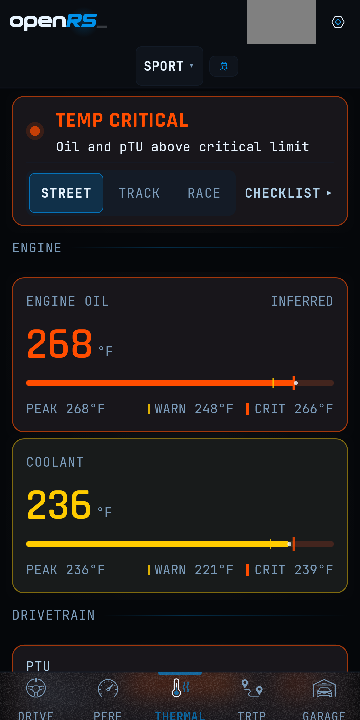 openRS_
SPORT ▾
TEMP CRITICAL
Oil and pTU above critical limit
STREET TRACK RACE CHECKLIST ▸
ENGINE
ENGINE OIL INFERRED
268 °F
PEAK 268°F WARN 248°F CRIT 266°F
COOLANT
236 °F
PEAK 236°F WARN 221°F CRIT 239°F
DRIVETRAIN
PTU
DRIVE PERF THERMAL TRIP GARAGE